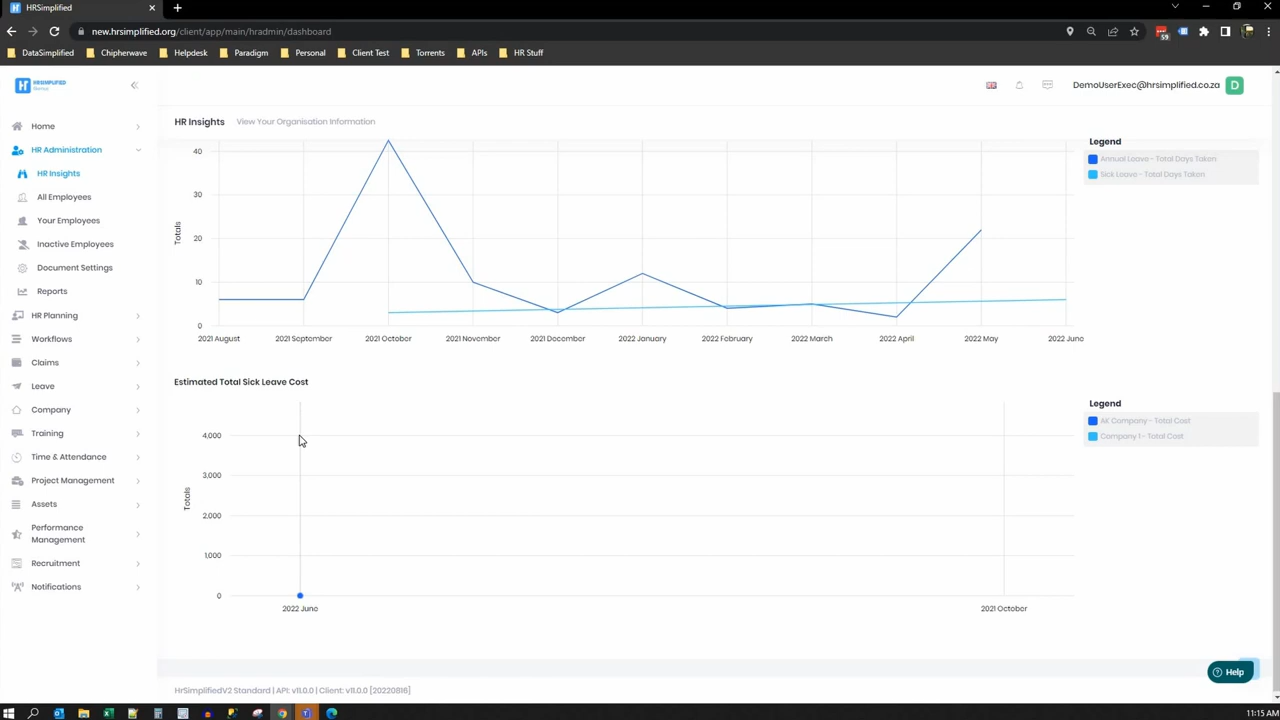 HRSimplified
new.hrsimplified.org/client/app/main/hradmin/dashboard
59
DataSimplified
Chipherwave
Helpdesk
Paradigm
Personal
Client Test
Torrents
APIs
HR Stuff
H HRSIMPLIFIED
DemoUserExec@hrsimplified.co.za
D
Home
HR Administration
HR Insights
All Employees
Your Employees
Inactive Employees
Document Settings
Reports
HR Planning
Workflows
Claims
Leave
Company
Training
Time & Attendance
Project Management
Assets
Performance
Management
Recruitment
Notifications
HR Insights View Your Organisation Information
40
30
20
10
0
Totals
2021 August
2021 September
2021 October
2021 November
2021 December
2022 January
2022 February
2022 March
2022 April
2022 May
2022 June
Legend
Annual Leave - Total Days Taken
Sick Leave - Total Days Taken
Estimated Total Sick Leave Cost
4,000
3,000
2,000
1,000
0
Totals
2022 June
2021 October
Legend
AK Company - Total Cost
Company 1 - Total Cost
Help
HrSimplifiedV2 Standard | API: v11.0.0 | Client: v11.0.0 [20220816]
11:15 AM